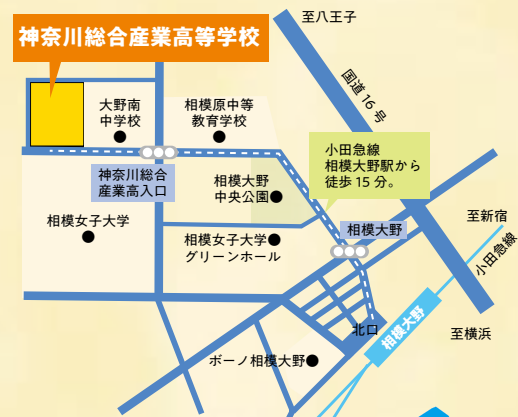 至八王子
神奈川総合産業高等学校
国道16号
大野南
中学校
相模原中等
教育学校
小田急線
相模大野駅から
徒歩15分。
神奈川総合
産業高入口
相模大野
中央公園
相模女子大学
相模大野
至新宿
小田急線
相模女子大学
グリーンホール
北口
相模大野
至横浜
ボーノ相模大野